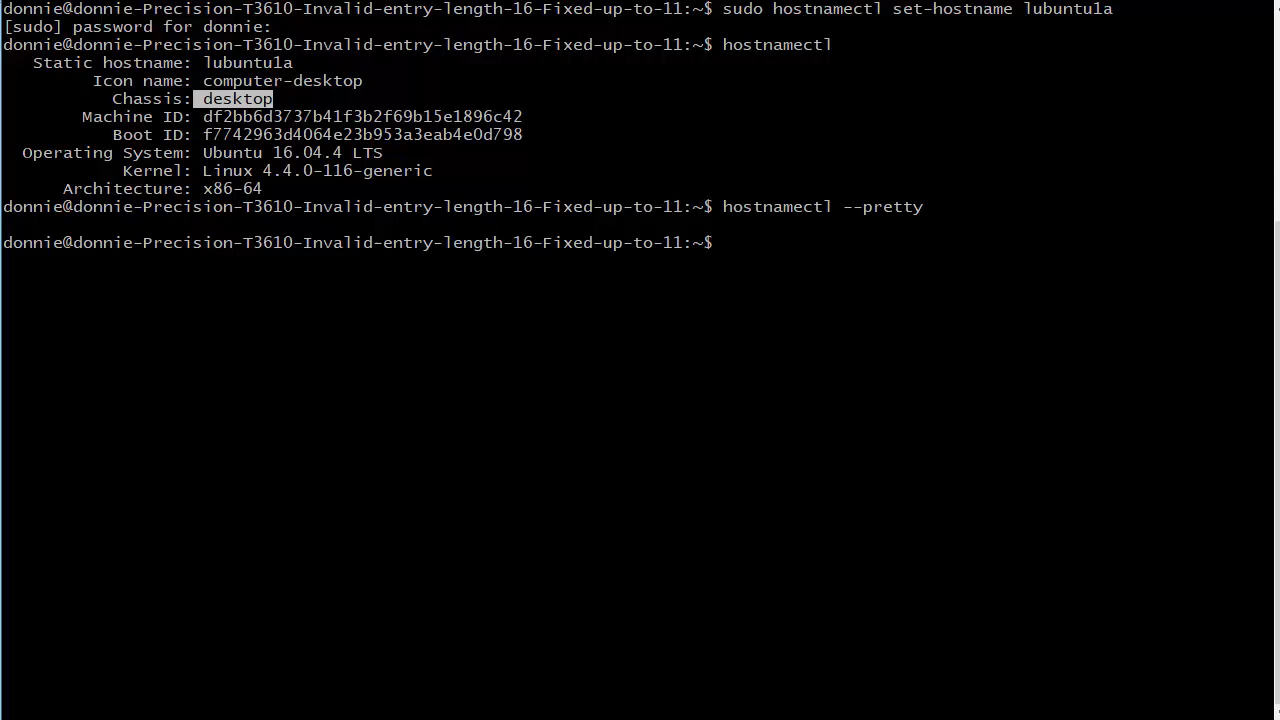 donnie@donnie-Precision-T3610-Invalid-entry-length-16-Fixed-up-to-11:~$ sudo hostnamectl set-hostname lubuntu1a
[sudo] password for donnie:
donnie@donnie-Precision-T3610-Invalid-entry-length-16-Fixed-up-to-11:~$ hostnamectl
Static hostname: lubuntu1a
Icon name: computer-desktop
Chassis: desktop
Machine ID: df2bb6d3737b41f3b2f69b15e1896c42
Boot ID: f7742963d4064e23b953a3eab4e0d798
Operating System: Ubuntu 16.04.4 LTS
Kernel: Linux 4.4.0-116-generic
Architecture: x86-64
donnie@donnie-Precision-T3610-Invalid-entry-length-16-Fixed-up-to-11:~$ hostnamectl --pretty
donnie@donnie-Precision-T3610-Invalid-entry-length-16-Fixed-up-to-11:~$